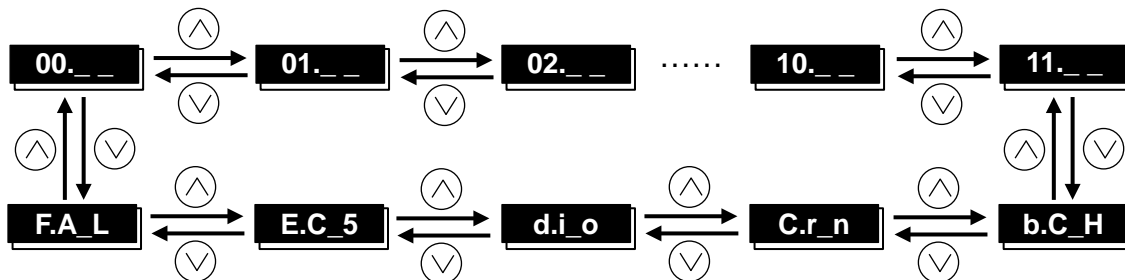 00._ _ 01._ _ 02._ _ ...... 10._ _ 11._ _
F.A_L E.C_5 d.i_o C.r_n b.C_H